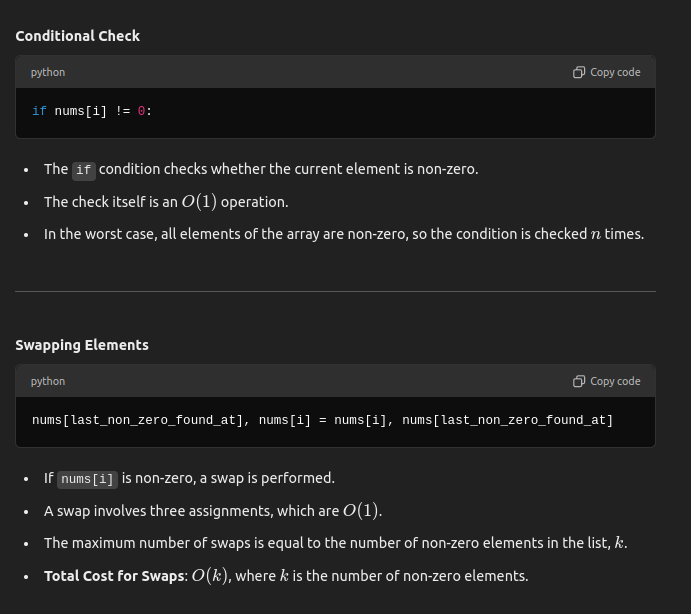 Conditional Check
python Copy code
if nums[i] != 0:
The if condition checks whether the current element is non-zero.
The check itself is an O(1) operation.
In the worst case, all elements of the array are non-zero, so the condition is checked n times.
Swapping Elements
python Copy code
nums[last_non_zero_found_at], nums[i] = nums[i], nums[last_non_zero_found_at]
If nums[i] is non-zero, a swap is performed.
A swap involves three assignments, which are O(1).
The maximum number of swaps is equal to the number of non-zero elements in the list, k.
Total Cost for Swaps: O(k), where k is the number of non-zero elements.